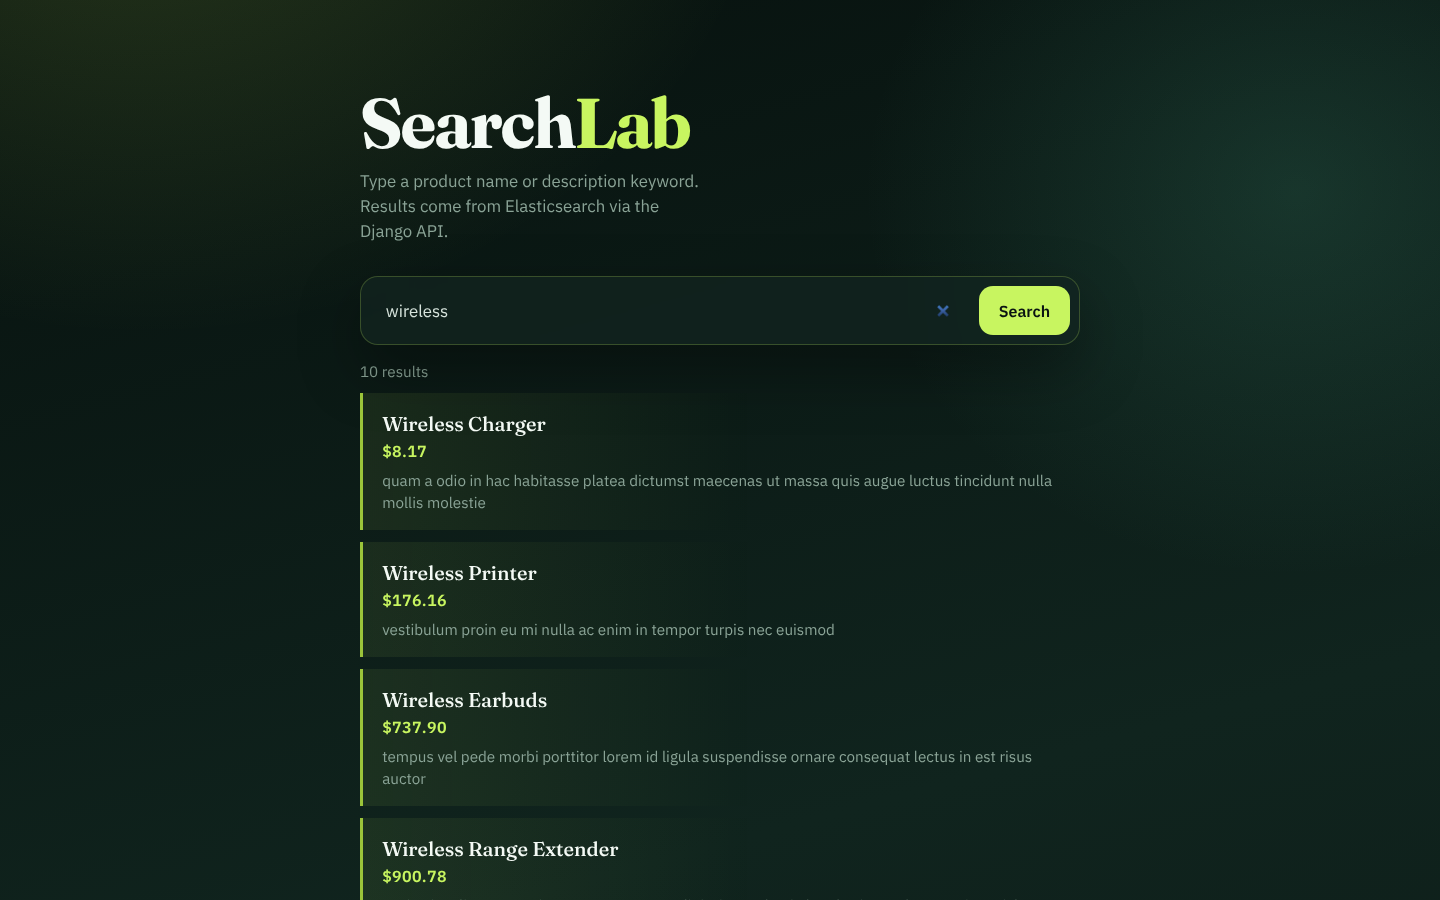 SearchLab
Type a product name or description keyword.
Results come from Elasticsearch via the
Django API.
wireless
Search
10 results
Wireless Charger
$8.17
quam a odio in hac habitasse platea dictumst maecenas ut massa quis augue luctus tincidunt nulla
mollis molestie
Wireless Printer
$176.16
vestibulum proin eu mi nulla ac enim in tempor turpis nec euismod
Wireless Earbuds
$737.90
tempus vel pede morbi porttitor lorem id ligula suspendisse ornare consequat lectus in est risus
auctor
Wireless Range Extender
$900.78